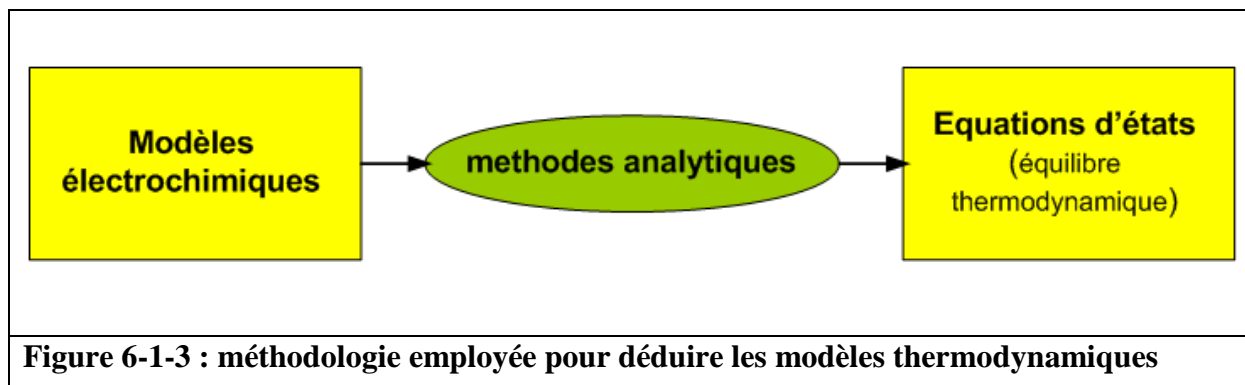 Modèles
électrochimiques
methodes analytiques
Equations d'états
(équilibre
thermodynamique)
Figure 6-1-3 : méthodologie employée pour déduire les modèles thermodynamiques